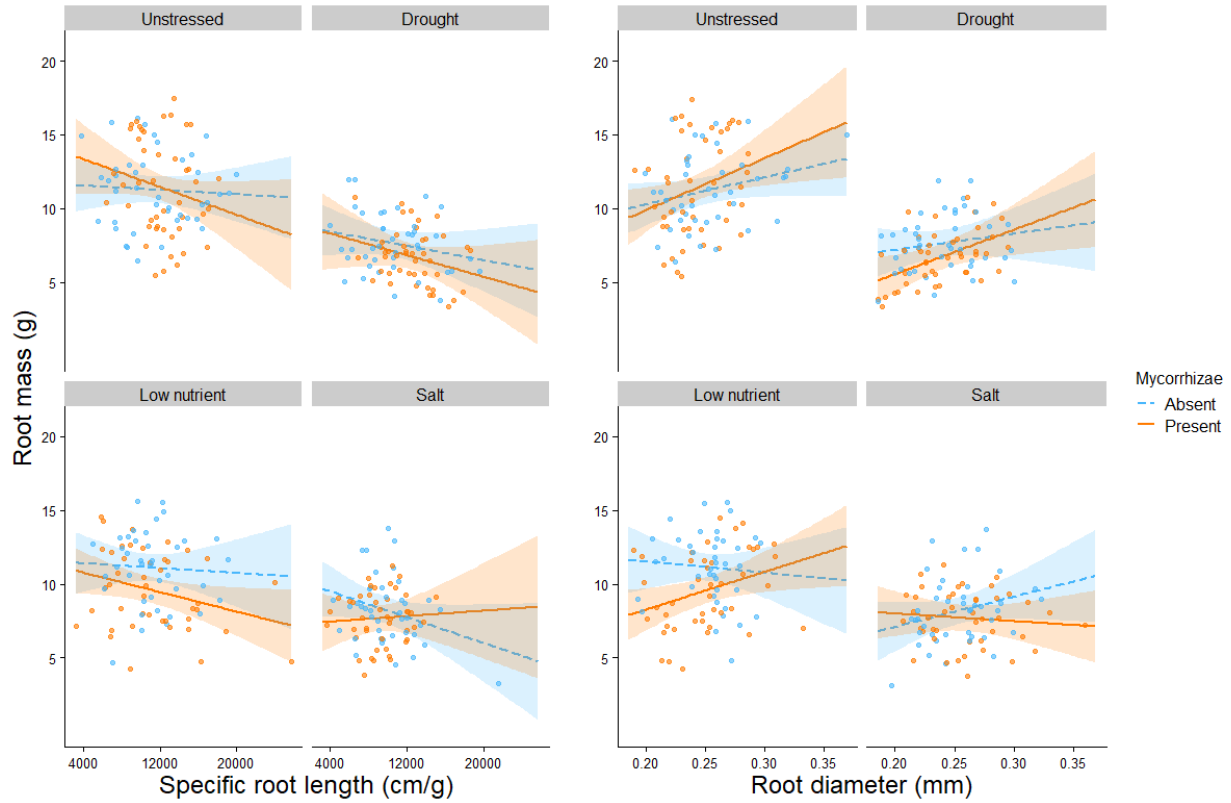 Unstressed Drought Unstressed Drought
20
15
10
5
20
15
10
5
Root mass (g)
Low nutrient Salt Low nutrient Salt
20
15
10
5
20
15
10
5
Mycorrhizae
Absent
Present
4000 12000 20000 4000 12000 20000 0.20 0.25 0.30 0.35 0.20 0.25 0.30 0.35
Specific root length (cm/g) Root diameter (mm)